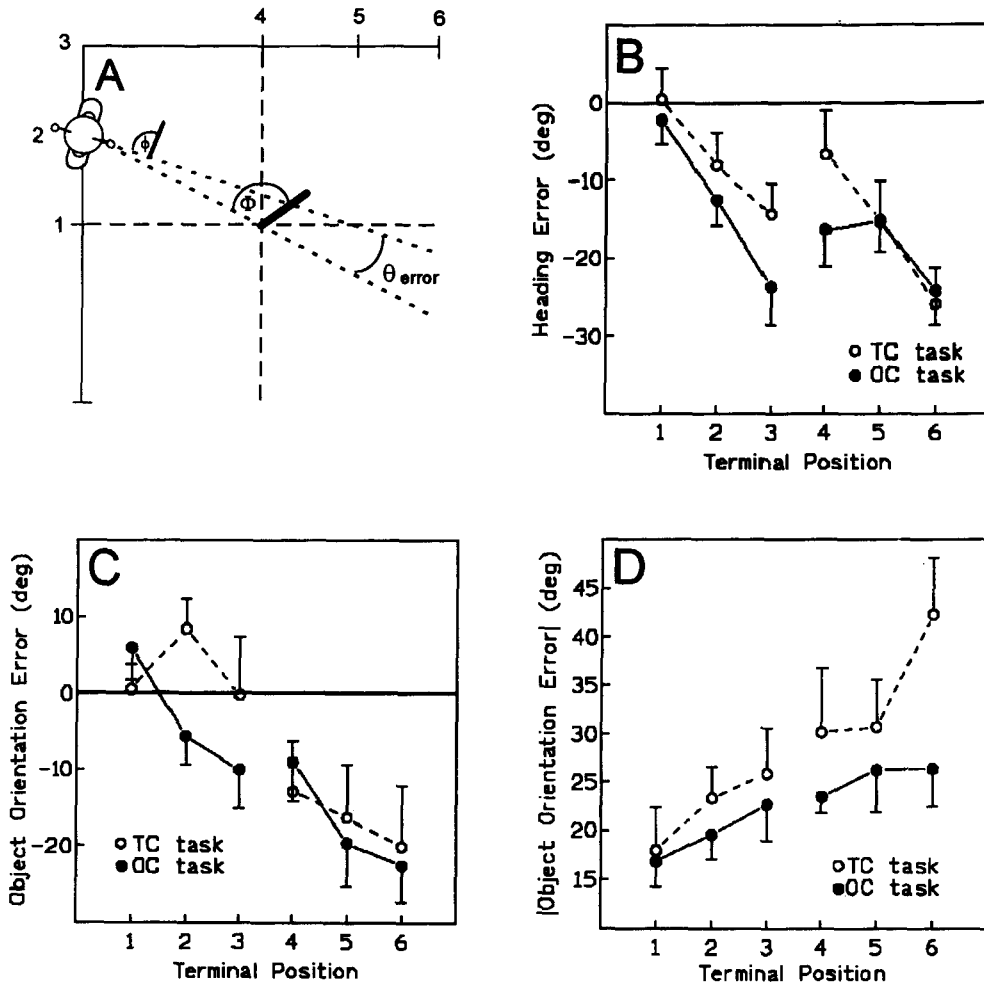 A
4 5 6
3
2
ϕ
Φ
1
θ error
B
Heading Error (deg)
0
-10
-20
-30
TC task
OC task
1 2 3 4 5 6
Terminal Position
C
Object Orientation Error (deg)
10
0
-10
-20
TC task
OC task
1 2 3 4 5 6
Terminal Position
D
|Object Orientation Error| (deg)
45
40
35
30
25
20
15
TC task
OC task
1 2 3 4 5 6
Terminal Position